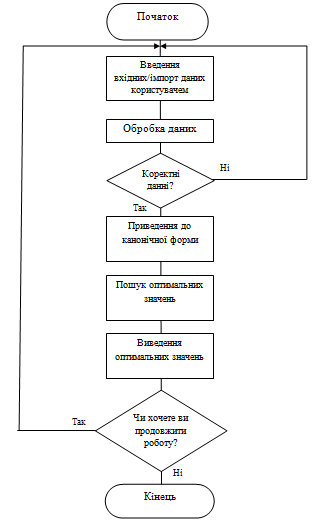 Початок
Введення
вхідних/імпорт даних
користувачем
Обробка даних
Коректні
данні?
Ні
Так
Приведення до
канонічної форми
Пошук оптимальних
значень
Виведення
оптимальних значень
Чи хочете ви
продовжити
роботу?
Так
Ні
Кінець